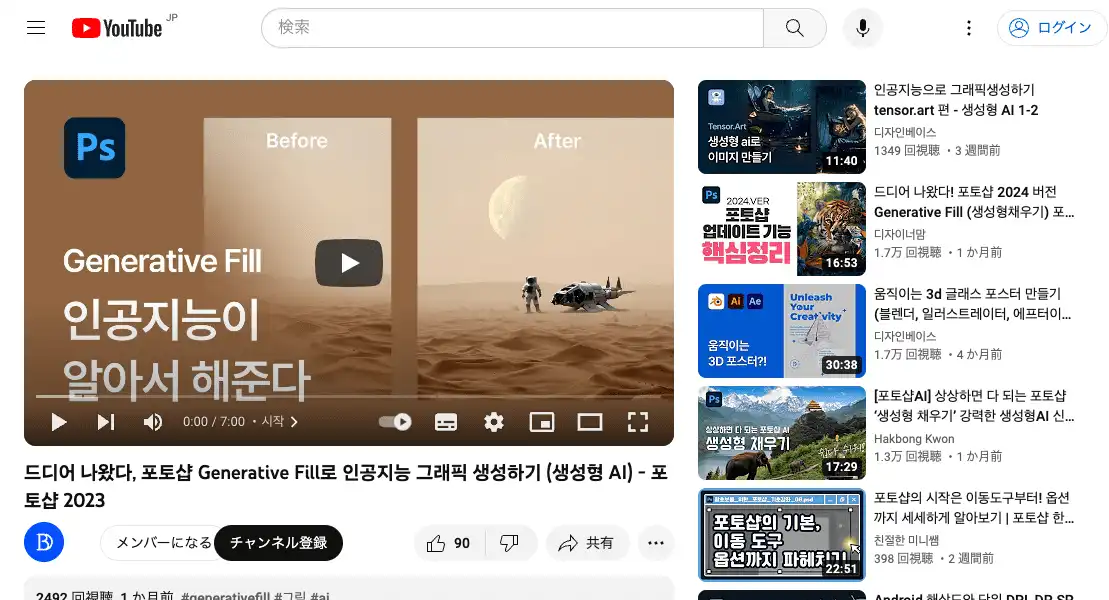 YouTube JP
検索
ログイン
Ps
Before
After
Generative Fill
인공지능이
알아서 해준다
0:00 / 7:00 • 시작
드디어 나왔다, 포토샵 Generative Fill로 인공지능 그래픽 생성하기 (생성형 AI) - 포
토샵 2023
メンバーになる
チャンネル登録
90
共有
2492 回視聴 1 か月前 #generativefill #그림 #ai
Tensor.Art
생성형 ai로
이미지 만들기
11:40
인공지능으로 그래픽생성하기
tensor.art 편 - 생성형 AI 1-2
디자인베이스
1349 回視聴 • 3 週間前
Ps
2024.VER
포토샵
업데이트 기능
핵심정리
16:53
드디어 나왔다! 포토샵 2024 버전
Generative Fill (생성형채우기) 포...
디자이너맘
1.7万 回視聴 • 1 か月前
Ai Ae
Unleash
Your
Creativity
움직이는
3D 포스터?!
30:38
움직이는 3d 글래스 포스터 만들기
(블렌더, 일러스트레이터, 에프터이...
디자인베이스
1.7万 回視聴 • 4 か月前
Ps
상상하면 다 되는 포토샵 AI
생성형 채우기
17:29
[포토샵AI] 상상하면 다 되는 포토샵
‘생성형 채우기’ 강력한 생성형AI 신...
Hakbong Kwon
1.3万 回視聴 • 1 か月前
포토샵의 기본,
이동 도구
옵션까지 파헤치기
22:51
포토샵의 시작은 이동도구부터! 옵션
까지 세세하게 알아보기 | 포토샵 한...
친절한 미니쌤
398 回視聴 • 2 週間前
Android 해상도와 단위 DPI, DP, SP